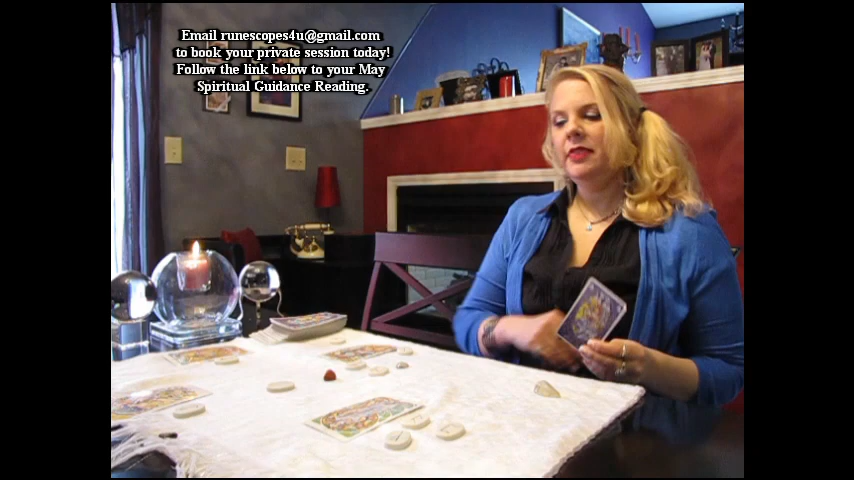 Email runescopes4u@gmail.com
to book your private session today!
Follow the link below to your May
Spiritual Guidance Reading.